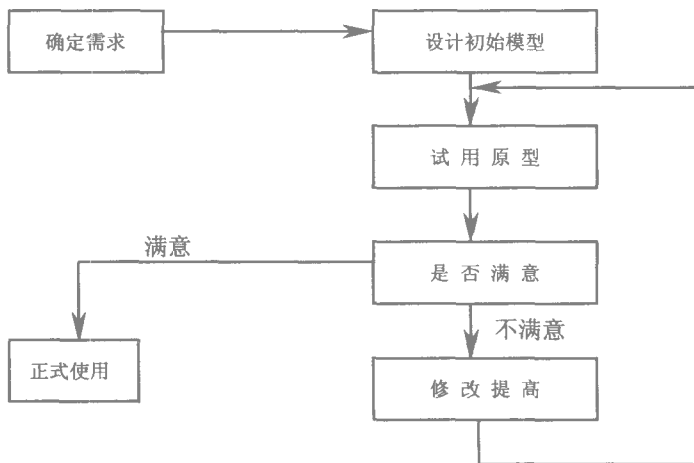 确定需求
设计初始模型
试用原型
满意
是否满意
不满意
正式使用
修改提高